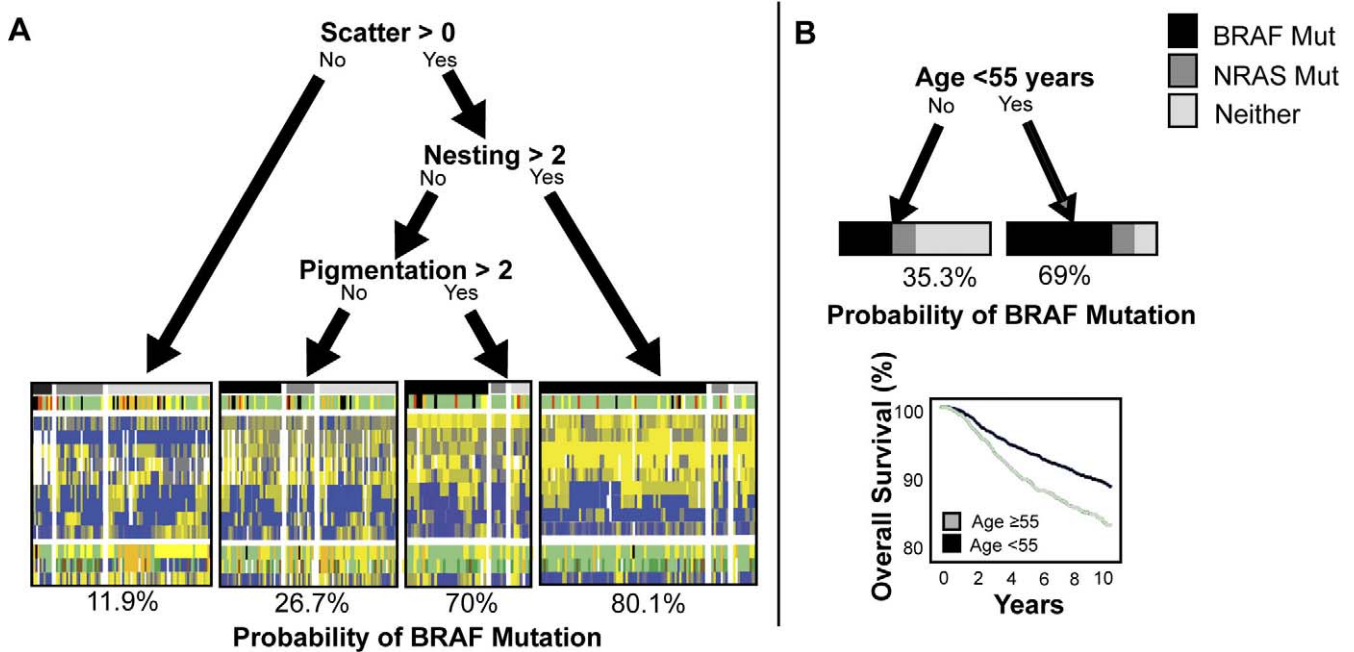 A
Scatter > 0
No
Yes
Nesting > 2
No
Yes
Pigmentation > 2
No
Yes
11.9%
26.7%
70%
80.1%
Probability of BRAF Mutation
B
BRAF Mut
NRAS Mut
Neither
Age <55 years
No
Yes
35.3%
69%
Probability of BRAF Mutation
Overall Survival (%)
100
90
80
Age ≥55
Age <55
0 2 4 6 8 10
Years